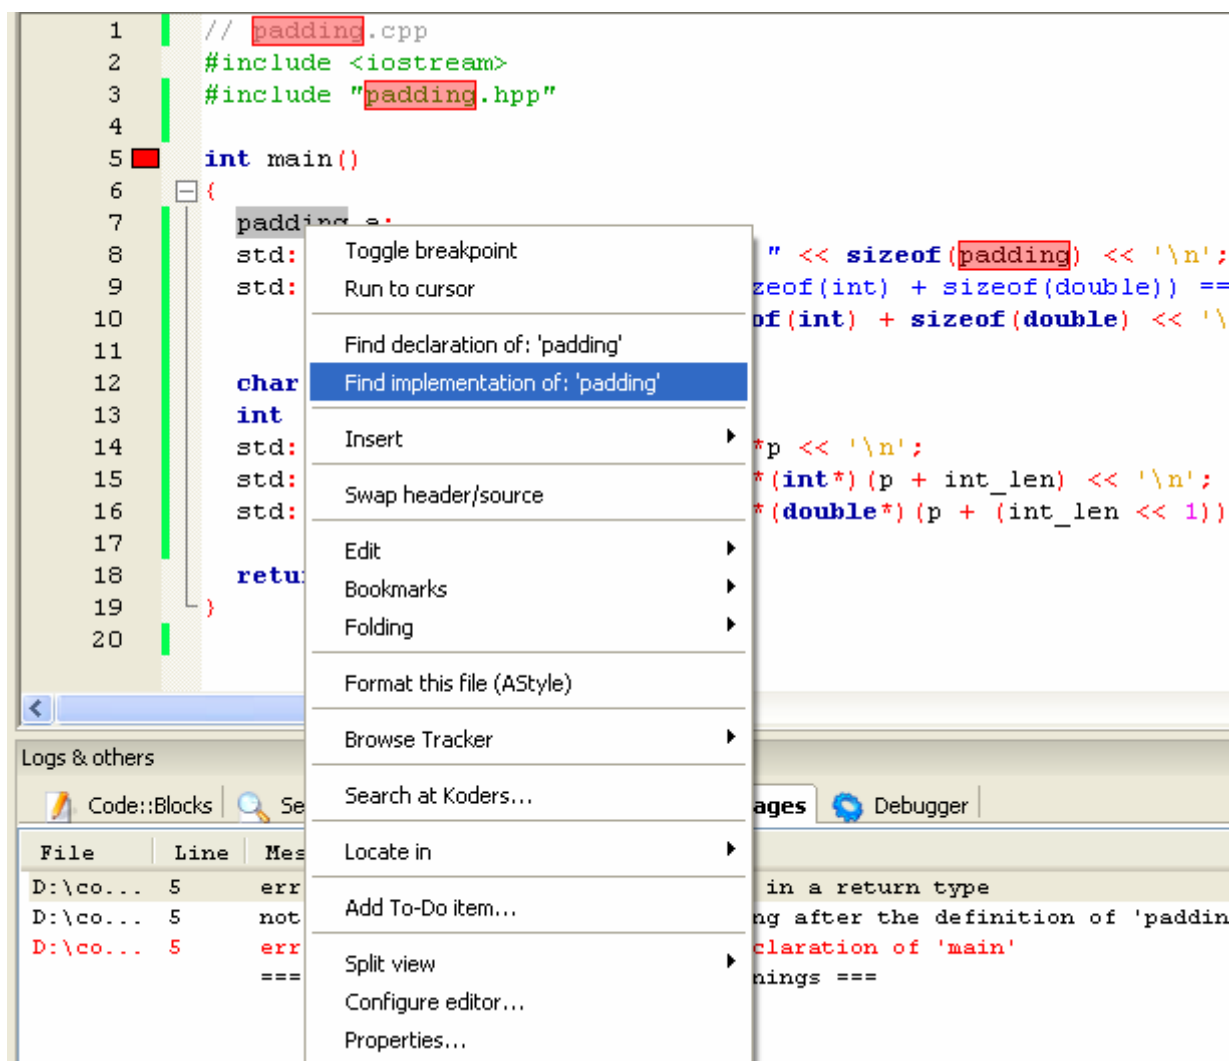 1 // padding.cpp
2 #include <iostream>
3 #include "padding.hpp"
4
5 int main()
6 {
7 padding a;
8 std: " << sizeof(padding) << '\n';
9 std: zeof(int) + sizeof(double)) ==
10 of(int) + sizeof(double) << '\
11
12 char
13 int
14 std: *p << '\n';
15 std: *(int*)(p + int_len) << '\n';
16 std: *(double*)(p + (int_len << 1))
17
18 retu
19 }
20
Toggle breakpoint
Run to cursor
Find declaration of: 'padding'
Find implementation of: 'padding'
Insert
Swap header/source
Edit
Bookmarks
Folding
Format this file (AStyle)
Browse Tracker
Search at Koders...
Locate in
Add To-Do item...
Split view
Configure editor...
Properties...
Logs & others
Code::Blocks Se ages Debugger
File Line Mes
D:\co... 5 err in a return type
D:\co... 5 not ng after the definition of 'paddin
D:\co... 5 err claration of 'main'
=== nings ===